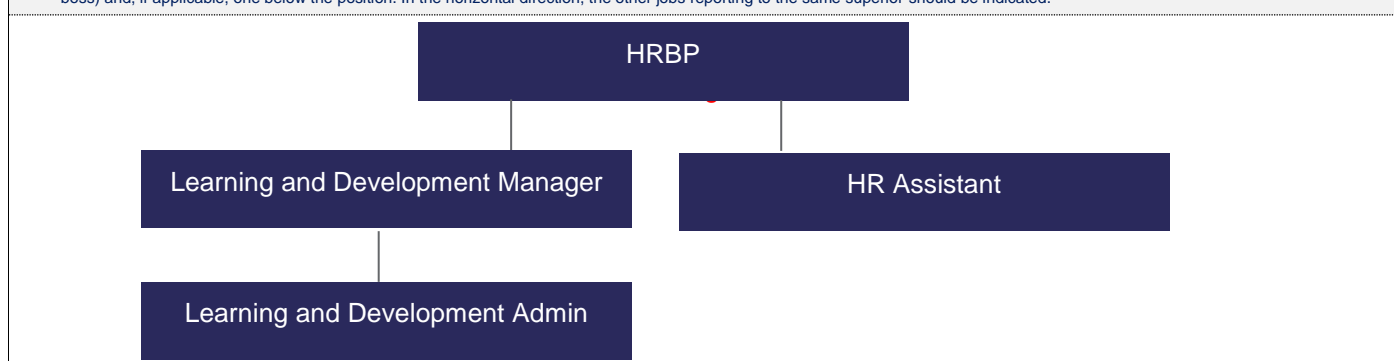 boss) and, if applicable, one below the position. In the horizontal direction, the other jobs reporting to the same superior should be indicated.
HRBP
Learning and Development Manager
HR Assistant
Learning and Development Admin